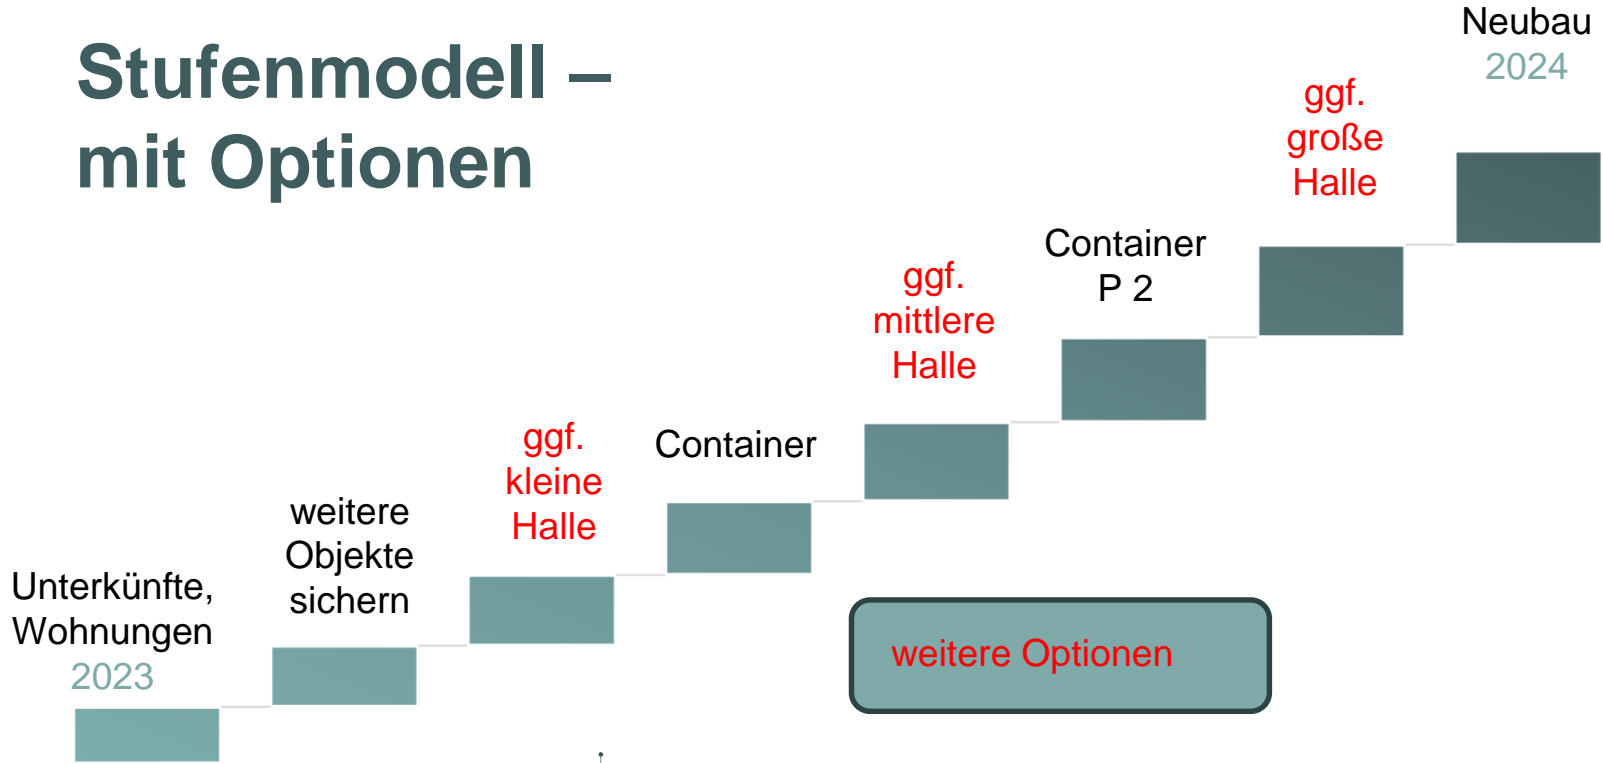 Stufenmodell –
mit Optionen
Unterkünfte,
Wohnungen
2023
weitere
Objekte
sichern
ggf.
kleine
Halle
Container
ggf.
mittlere
Halle
Container
P 2
ggf.
große
Halle
Neubau
2024
weitere Optionen